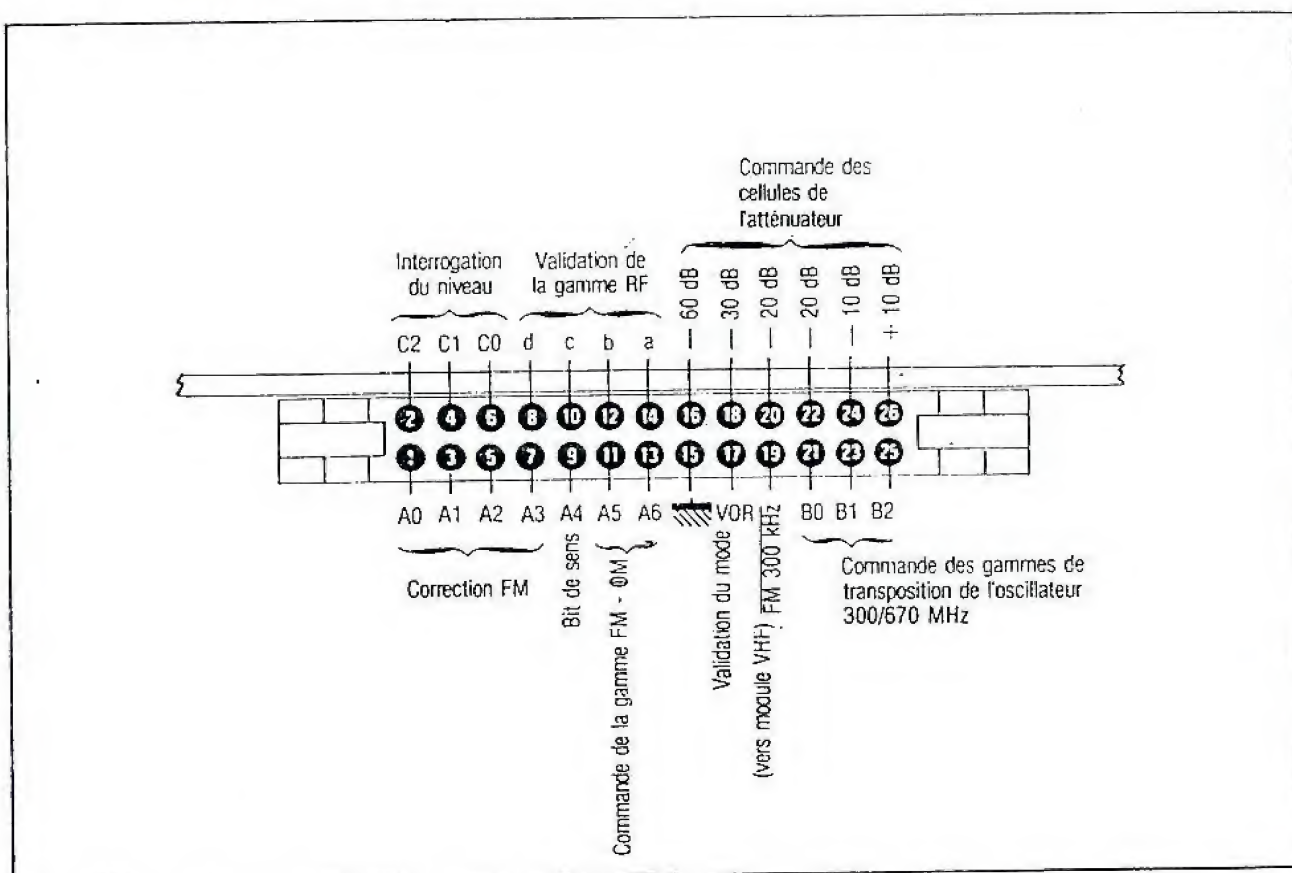 Commande des
cellules de
l'atténuateur
Interrogation
du niveau
Validation de
la gamme RF
− 60 dB
− 30 dB
− 20 dB
− 20 dB
− 10 dB
+ 10 dB
C2 C1 C0 d c b a
2 4 6 8 10 12 14 16 18 20 22 24 26
1 3 5 7 9 11 13 15 17 19 21 23 25
A0 A1 A2 A3 A4 A5 A6 VOR B0 B1 B2
Correction FM
Bit de sens
Commande de la gamme FM - ΦM
Validation du mode
(vers module VHF) FM 300 kHz
Commande des gammes de
transposition de l'oscillateur
300/670 MHz